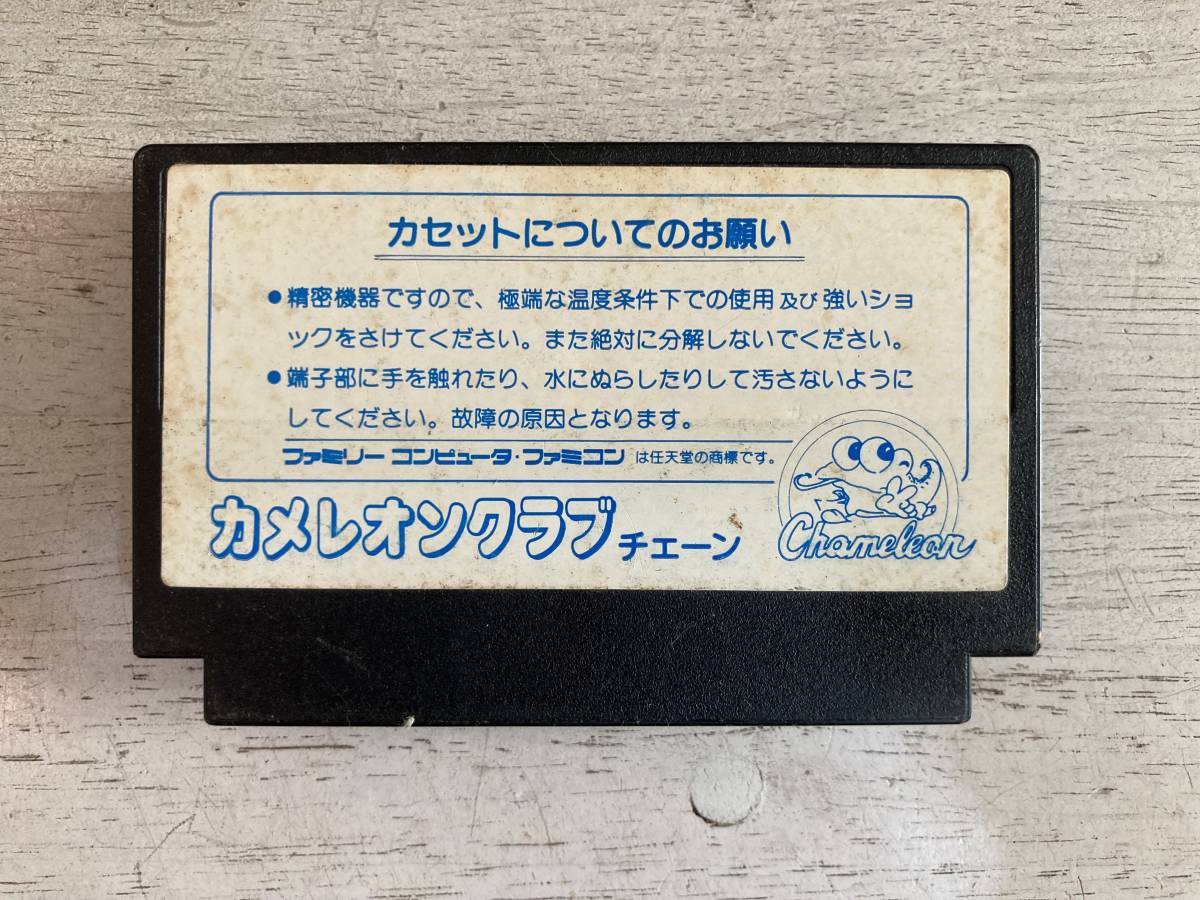 カセットについてのお願い
●精密機器ですので、極端な温度条件下での使用及び強いショ
ックをさけてください。また絶対に分解しないでください。
●端子部に手を触れたり、水にぬらしたりして汚さないように
してください。故障の原因となります。
ファミリー コンピュータ・ファミコン は任天堂の商標です。
カメレオンクラブ チェーン
Chameleon